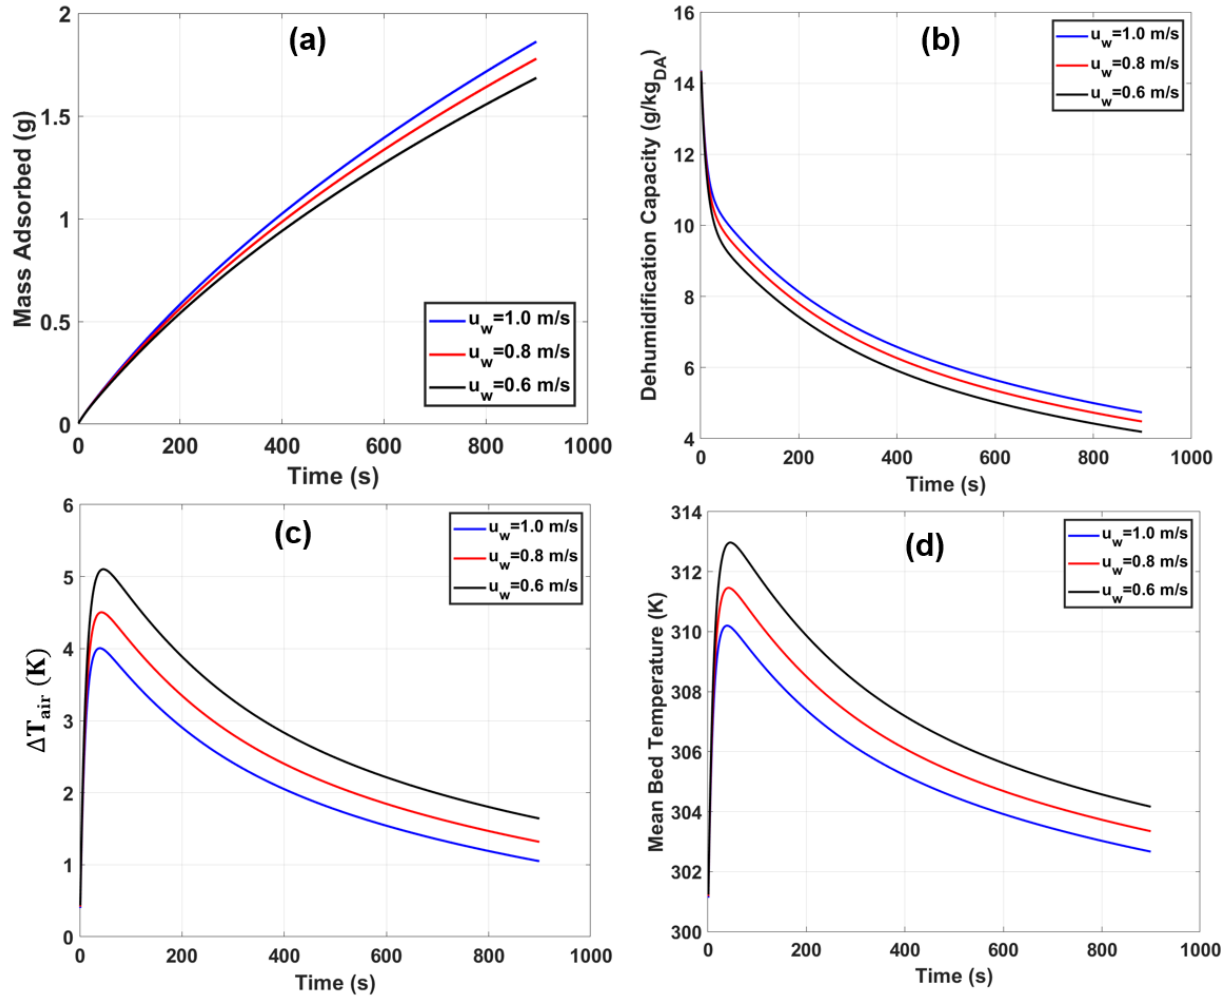 (a)
Mass Adsorbed (g)
2
1.5
1
0.5
0
0 200 400 600 800 1000
Time (s)
u_w=1.0 m/s
u_w=0.8 m/s
u_w=0.6 m/s
(b)
Dehumidification Capacity (g/kg_DA)
16
14
12
10
8
6
4
0 200 400 600 800 1000
Time (s)
u_w=1.0 m/s
u_w=0.8 m/s
u_w=0.6 m/s
(c)
ΔT_air (K)
6
5
4
3
2
1
0
0 200 400 600 800 1000
Time (s)
u_w=1.0 m/s
u_w=0.8 m/s
u_w=0.6 m/s
(d)
Mean Bed Temperature (K)
314
312
310
308
306
304
302
300
0 200 400 600 800 1000
Time (s)
u_w=1.0 m/s
u_w=0.8 m/s
u_w=0.6 m/s